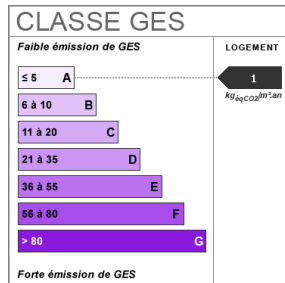 CLASSE GES
Faible émission de GES
LOGEMENT
≤ 5 A
1
kgéqCO2/m².an
6 à 10 B
11 à 20 C
21 à 35 D
36 à 55 E
56 à 80 F
> 80 G
Forte émission de GES